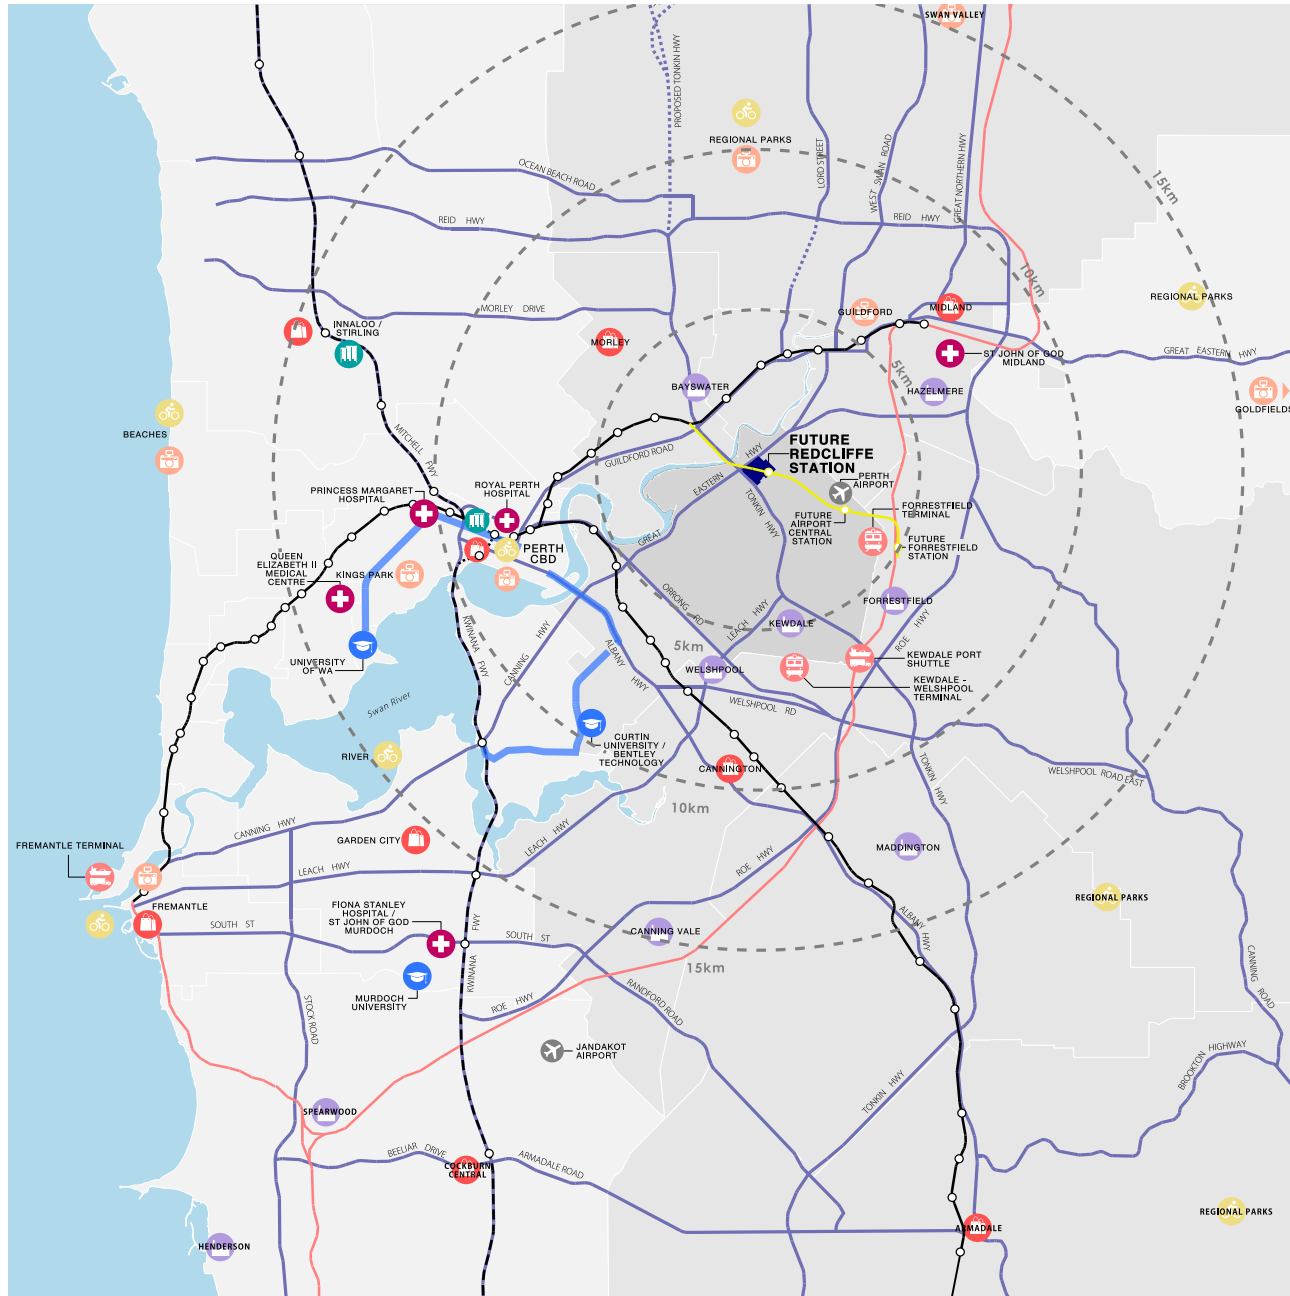 SWAN VALLEY
PROPOSED TONKIN HWY
LORD STREET
WEST SWAN ROAD
GREAT NORTHERN HWY
REGIONAL PARKS
15km
OCEAN BEACH ROAD
REID HWY
REID HWY
10km
REGIONAL PARKS
MORLEY DRIVE
GUILDFORD
MIDLAND
INNALOO /
STIRLING
MORLEY
ST JOHN OF GOD
MIDLAND
GREAT EASTERN HWY
5km
BAYSWATER
HAZELMERE
GOLDFIELDS
BEACHES
MITCHELL FWY
GUILDFORD ROAD
FUTURE
REDCLIFFE
STATION
HWY
EASTERN
GREAT
PERTH
AIRPORT
PRINCESS MARGARET
HOSPITAL
ROYAL PERTH
HOSPITAL
TONKIN HWY
FUTURE
AIRPORT
CENTRAL
STATION
FORRESTFIELD
TERMINAL
FUTURE
FORRESTFIELD
STATION
PERTH
CBD
QUEEN
ELIZABETH II
MEDICAL
CENTRE
KINGS PARK
ORRONG RD
LEACH HWY
FORRESTFIELD
KEWDALE
ROE HWY
KWINANA FWY
CANNING HWY
ALBANY HWY
5km
UNIVERSITY
OF WA
WELSHPOOL
KEWDALE PORT
SHUTTLE
KEWDALE -
WELSHPOOL
TERMINAL
Swan River
WELSHPOOL RD
CURTIN
UNIVERSITY /
BENTLEY
TECHNOLOGY
RIVER
CANNINGTON
TONKIN HWY
WELSHPOOL ROAD EAST
10km
CANNING HWY
GARDEN CITY
LEACH HWY
FREMANTLE TERMINAL
LEACH HWY
ROE HWY
MADDINGTON
REGIONAL PARKS
FREMANTLE
FIONA STANLEY
HOSPITAL /
ST JOHN OF GOD
MURDOCH
SOUTH ST
SOUTH ST
CANNING VALE
ALBANY HWY
15km
KWINANA FWY
CANNING ROAD
MURDOCH
UNIVERSITY
STOCK ROAD
ROE HWY
RANDFORD ROAD
JANDAKOT
AIRPORT
TONKIN HWY
BROOKTON HIGHWAY
SPEARWOOD
BEELIAR DRIVE
COCKBURN
CENTRAL
ARMADALE ROAD
ARMADALE
REGIONAL PARKS
HENDERSON